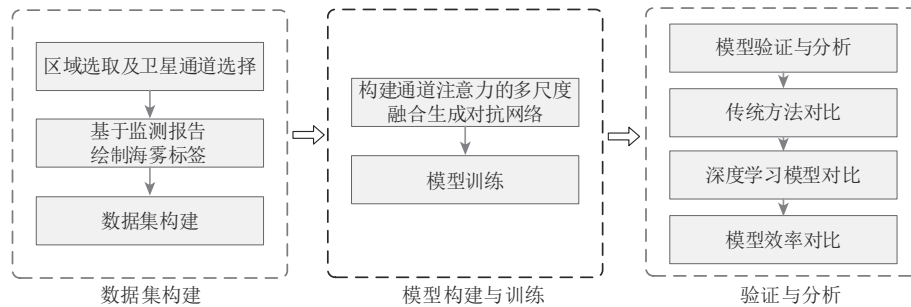 区域选取及卫星通道选择
基于监测报告
绘制海雾标签
数据集构建
数据集构建
构建通道注意力的多尺度
融合生成对抗网络
模型训练
模型构建与训练
模型验证与分析
传统方法对比
深度学习模型对比
模型效率对比
验证与分析